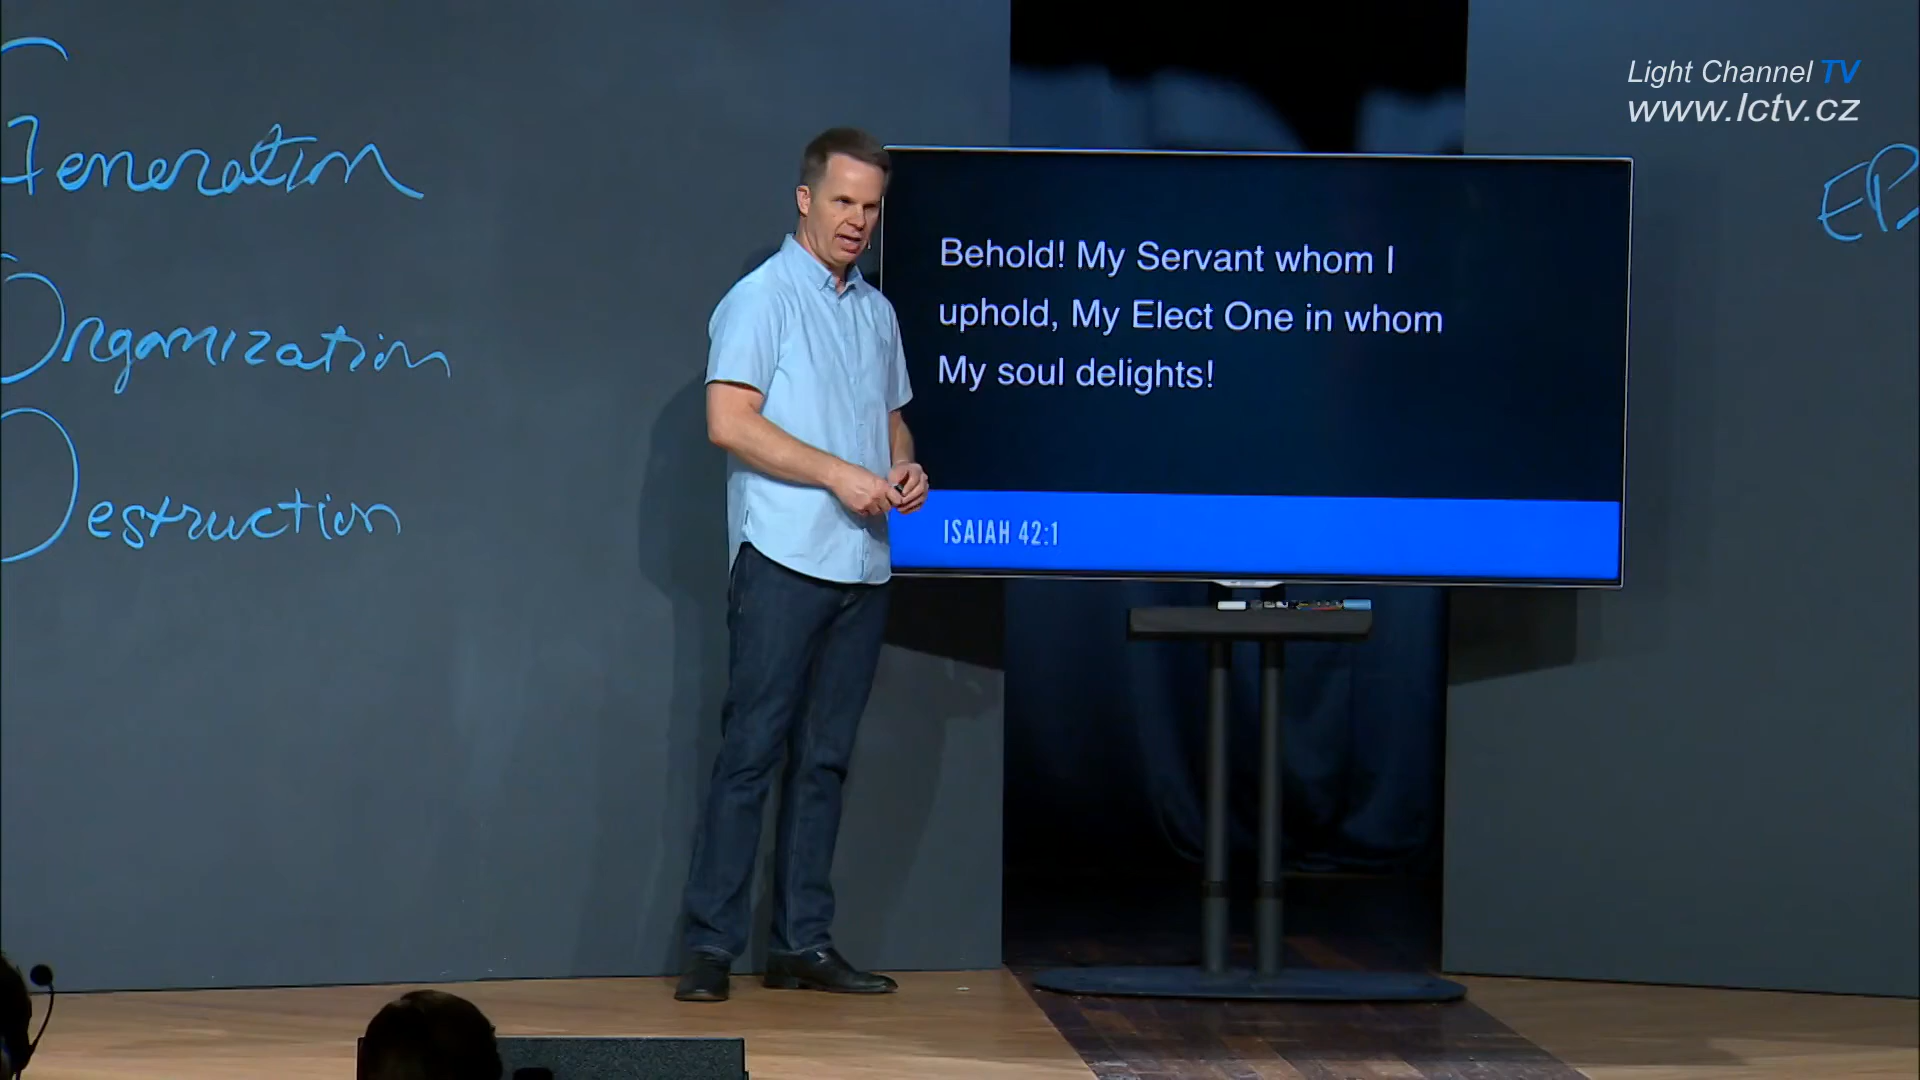 Light Channel TV
www.lctv.cz
Generation
Organization
Destruction
Behold! My Servant whom I
uphold, My Elect One in whom
My soul delights!
ISAIAH 42:1